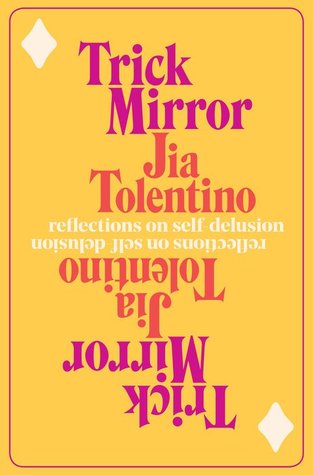 Trick
Mirror
Jia
Tolentino
reflections on self-delusion
reflections on self-delusion
Tolentino
Jia
Mirror
Trick